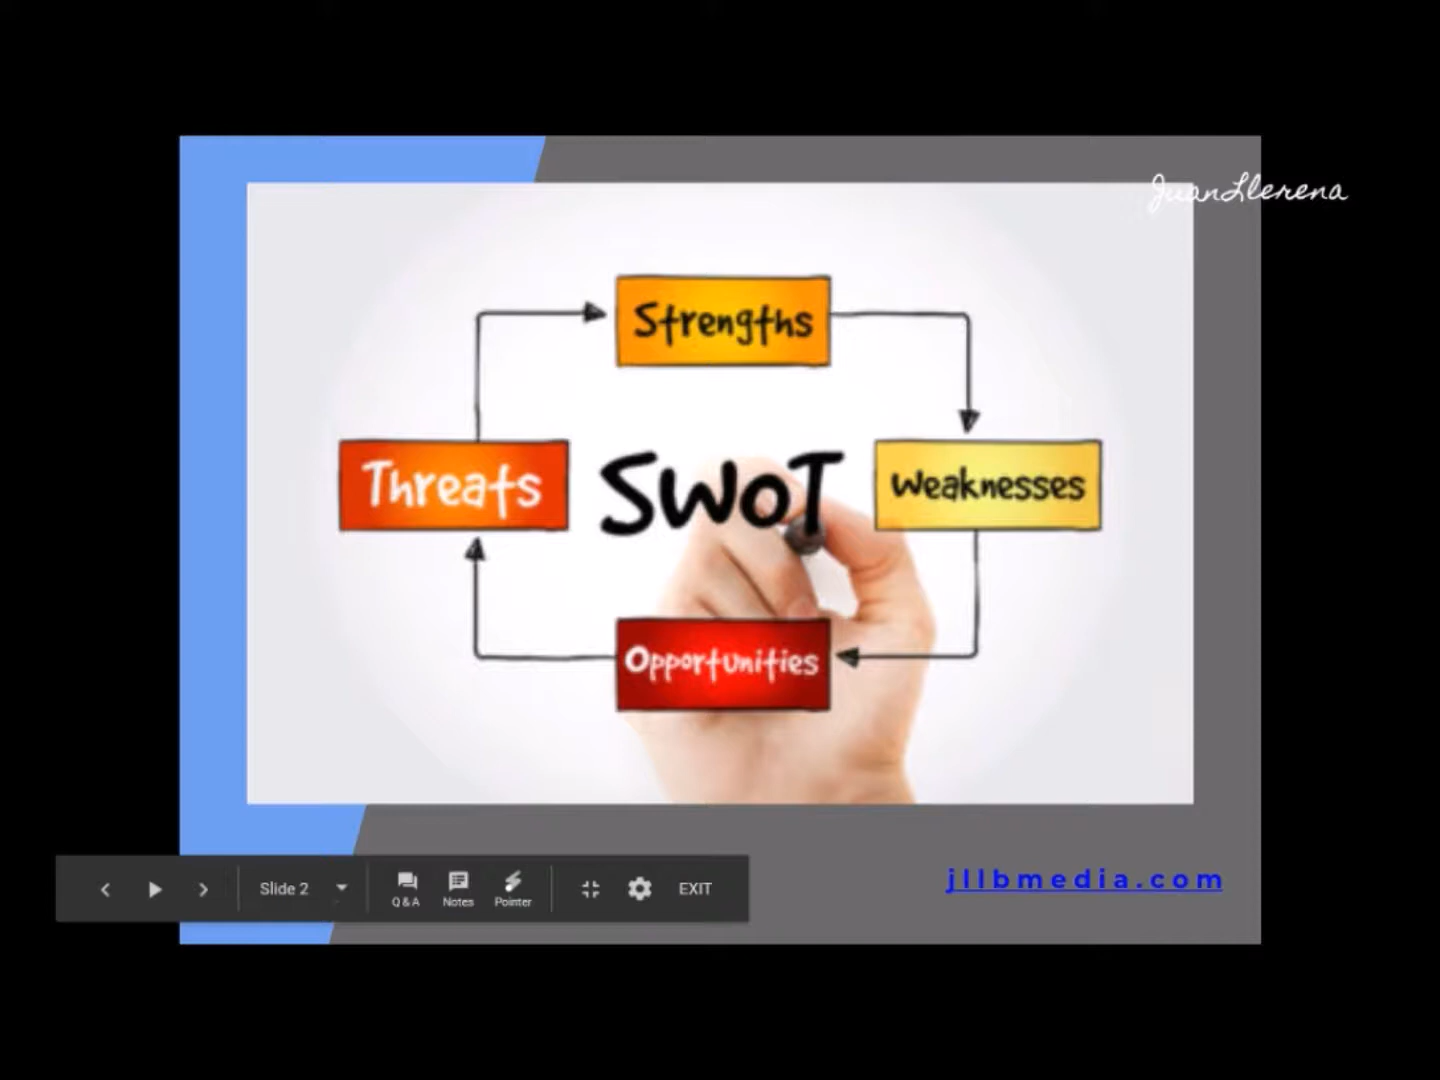 JuanLlerena
Strengths
Threats
SWOT
Weaknesses
Opportunities
jllbmedia.com
Slide 2
Q & A
Notes
Pointer
EXIT